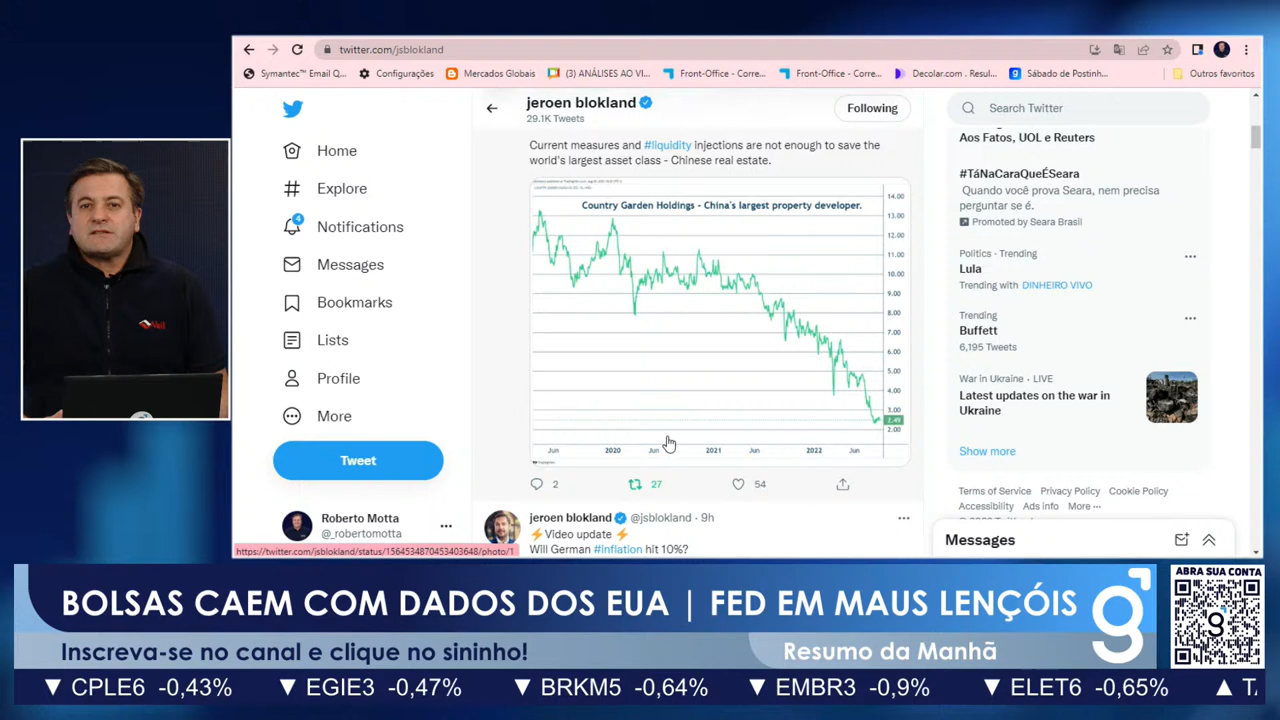 twitter.com/jsblokland
Symantec™ Email Q...
Configurações
Mercados Globais
(3) ANÁLISES AO VI...
Front-Office - Corre...
Front-Office - Corre...
Decolar.com . Resul...
Sábado de Postinh...
Outros favoritos
Home
Explore
4
Notifications
Messages
Bookmarks
Lists
Profile
More
Tweet
Roberto Motta
@_robertomotta
https://twitter.com/jsblokland/status/1564534870453403648/photo/1
jeroen blokland
29.1K Tweets
Following
Current measures and #liquidity injections are not enough to save the
world's largest asset class - Chinese real estate.
Country Garden Holdings - China's largest property developer.
14.00
13.00
12.00
11.00
10.00
9.00
8.00
7.00
6.00
5.00
4.00
3.00
2.49
2.00
Jun 2020 Jun 2021 Jun 2022 Jun
2 27 54
jeroen blokland @jsblokland · 9h
⚡Video update ⚡
Will German #inflation hit 10%?
Search Twitter
Aos Fatos, UOL e Reuters
#TáNaCaraQueÉSeara
Quando você prova Seara, nem precisa
perguntar se é.
Promoted by Seara Brasil
Politics · Trending
Lula
Trending with DINHEIRO VIVO
Trending
Buffett
6,195 Tweets
War in Ukraine · LIVE
Latest updates on the war in
Ukraine
Show more
Terms of Service Privacy Policy Cookie Policy
Accessibility Ads info More ···
Messages
BOLSAS CAEM COM DADOS DOS EUA | FED EM MAUS LENÇÓIS
Inscreva-se no canal e clique no sininho!
Resumo da Manhã
ABRA SUA CONTA
▼ CPLE6 -0,43% ▼ EGIE3 -0,47% ▼ BRKM5 -0,64% ▼ EMBR3 -0,9% ▼ ELET6 -0,65% ▲